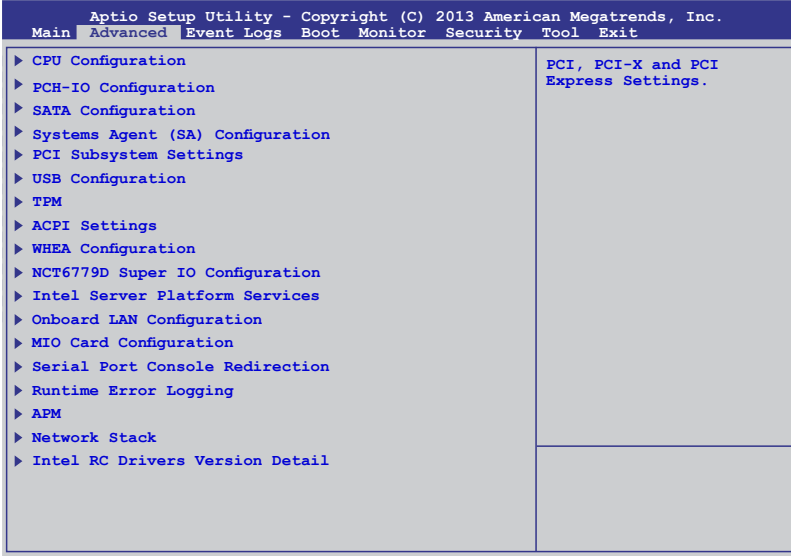 Aptio Setup Utility - Copyright (C) 2013 American Megatrends, Inc.
Main Advanced Event Logs Boot Monitor Security Tool Exit
CPU Configuration
PCH-IO Configuration
SATA Configuration
Systems Agent (SA) Configuration
PCI Subsystem Settings
USB Configuration
TPM
ACPI Settings
WHEA Configuration
NCT6779D Super IO Configuration
Intel Server Platform Services
Onboard LAN Configuration
MIO Card Configuration
Serial Port Console Redirection
Runtime Error Logging
APM
Network Stack
Intel RC Drivers Version Detail
PCI, PCI-X and PCI
Express Settings.